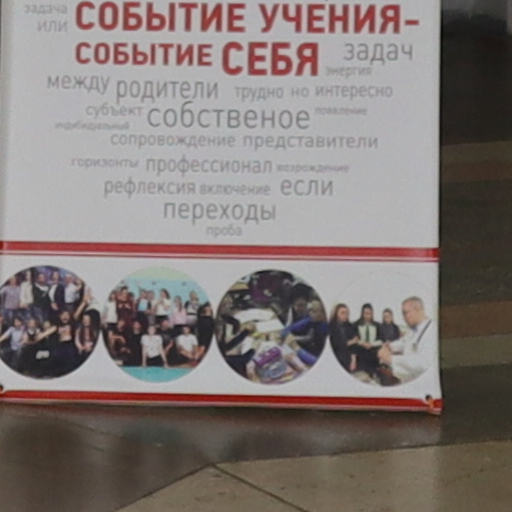 задача
или
СОБЫТИЕ УЧЕНИЯ-
СОБЫТИЕ СЕБЯ задач
энергия
между родители трудно но интересно
субъект собственое появление
индибидуальный
сопровождение представители
горизонты профессионал возрождение
рефлексия включение если
переходы
проба